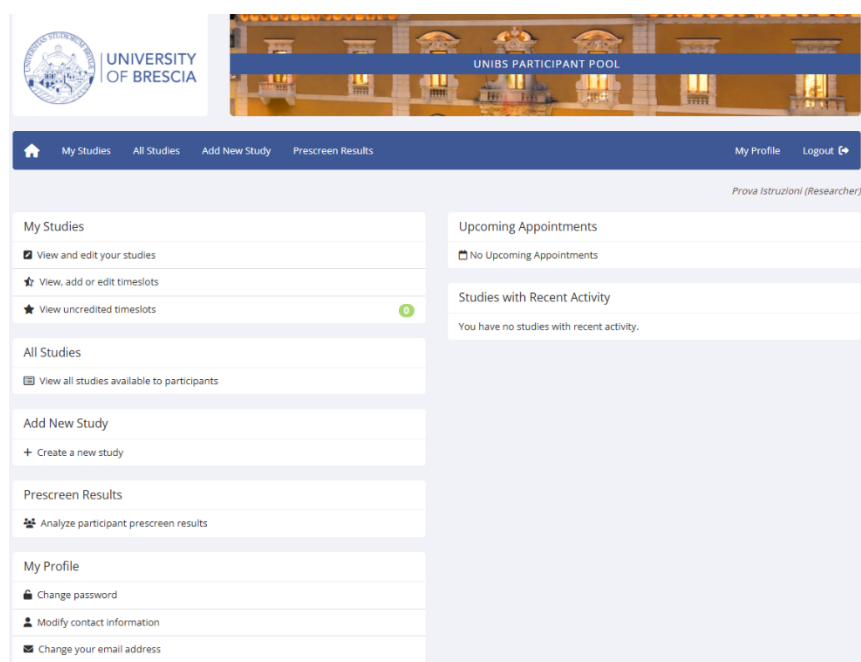 UNIVERSITY
OF BRESCIA
UNIBS PARTICIPANT POOL
My Studies All Studies Add New Study Prescreen Results My Profile Logout
Prova Istruzioni (Researcher)
My Studies
View and edit your studies
View, add or edit timeslots
View uncredited timeslots 0
All Studies
View all studies available to participants
Add New Study
Create a new study
Prescreen Results
Analyze participant prescreen results
My Profile
Change password
Modify contact information
Change your email address
Upcoming Appointments
No Upcoming Appointments
Studies with Recent Activity
You have no studies with recent activity.